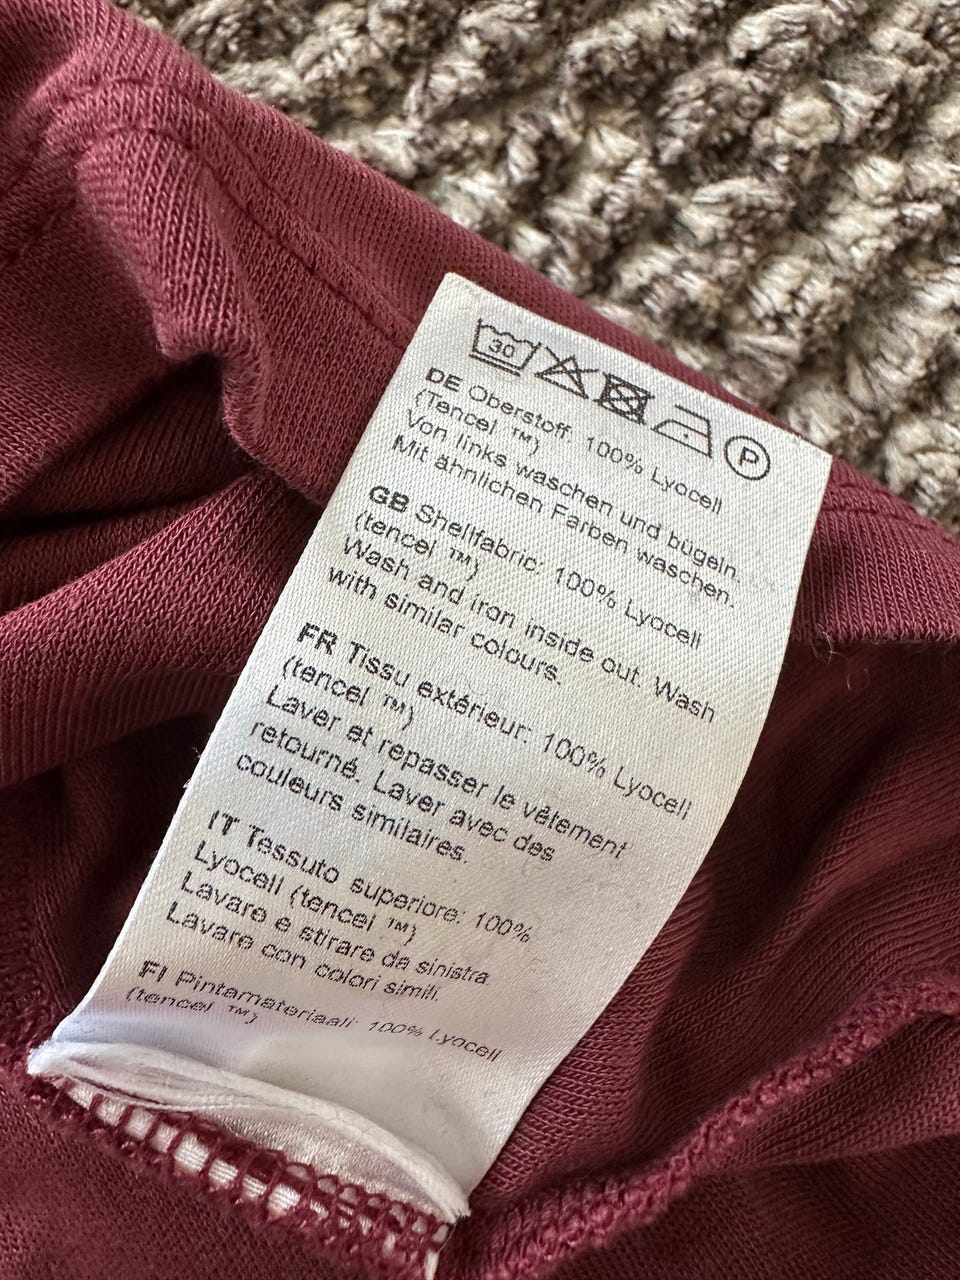 30 P
DE Oberstoff: 100% Lyocell
(Tencel ™)
Von links waschen und bügeln.
Mit ähnlichen Farben waschen.
GB Shellfabric: 100% Lyocell
(tencel ™)
Wash and iron inside out. Wash
with similar colours.
FR Tissu extérieur: 100% Lyocell
(tencel ™)
Laver et repasser le vêtement
retourné. Laver avec des
couleurs similaires.
IT Tessuto superiore: 100%
Lyocell (tencel ™)
Lavare e stirare da sinistra.
Lavare con colori simili.
FI Pintamateriaali: 100% Lyocell
(tencel ™)